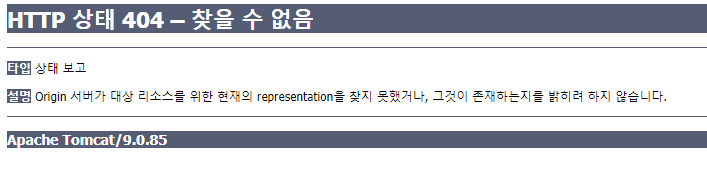 HTTP 상태 404 – 찾을 수 없음
타입 상태 보고
설명 Origin 서버가 대상 리소스를 위한 현재의 representation을 찾지 못했거나, 그것이 존재하는지를 밝히려 하지 않습니다.
Apache Tomcat/9.0.85